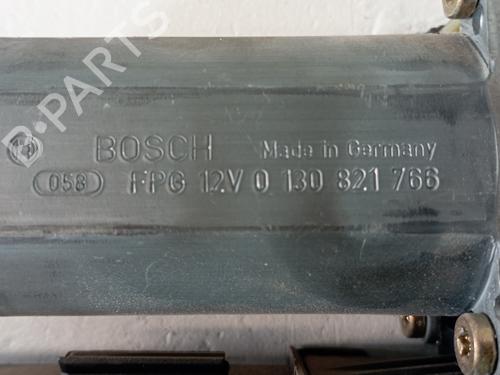 B-PARTS
BOSCH Made in Germany
058 FPG 12V 0 130 821 766